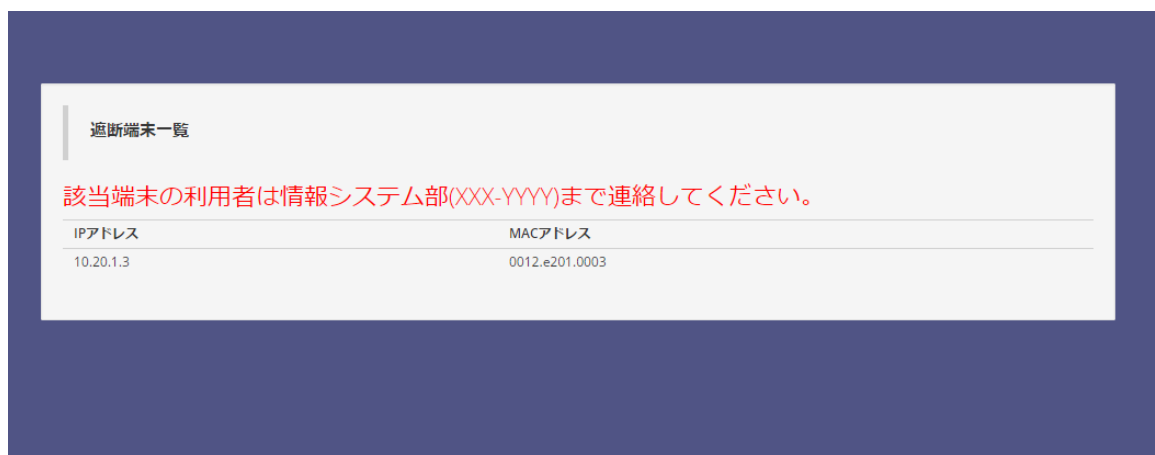 遮断端末一覧
該当端末の利用者は情報システム部(XXX-YYYY)まで連絡してください。
IPアドレス MACアドレス
10.20.1.3 0012.e201.0003